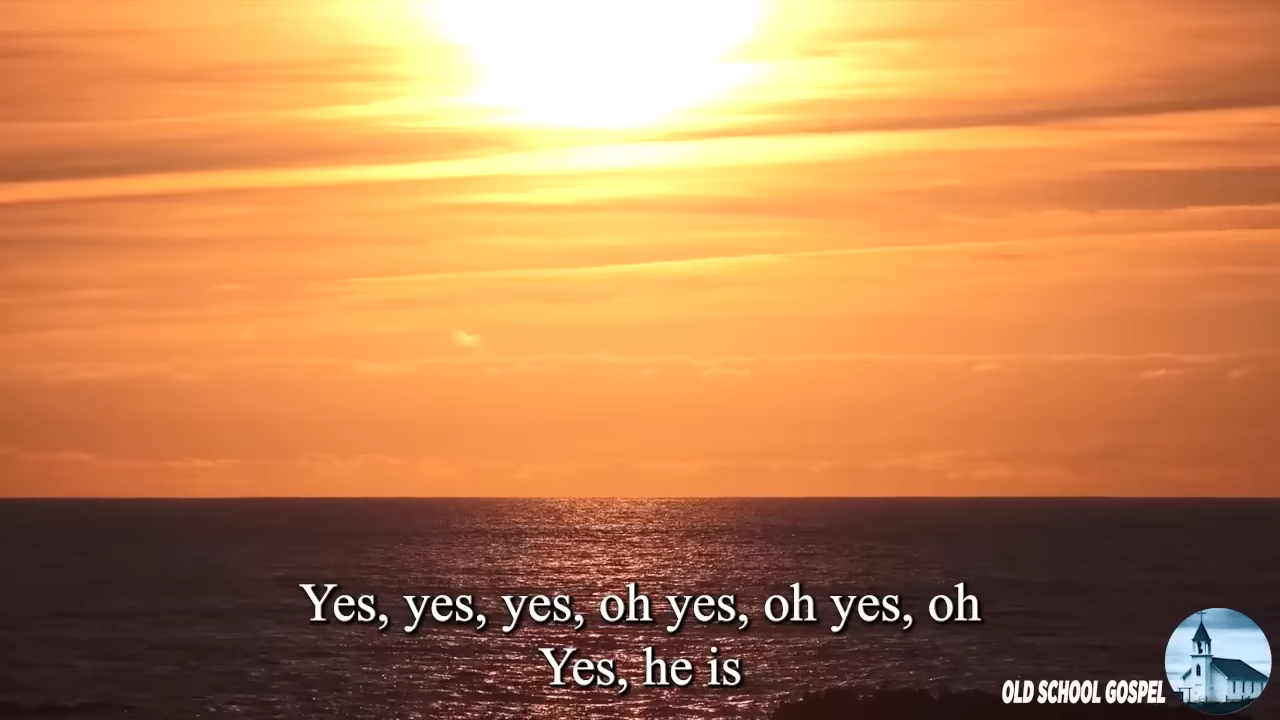 Yes, yes, yes, oh yes, oh yes, oh
Yes, he is
OLD SCHOOL GOSPEL